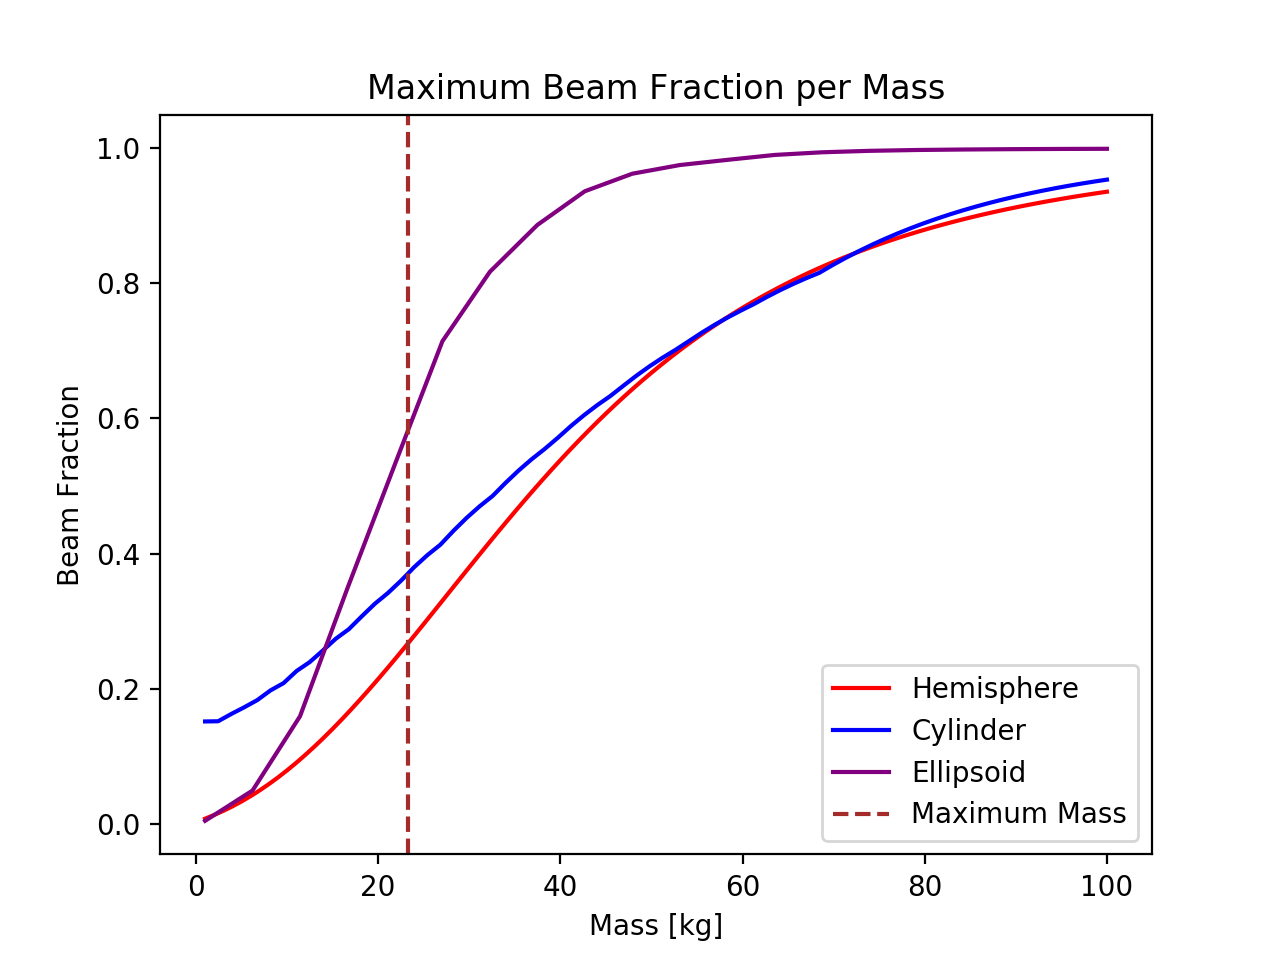 Maximum Beam Fraction per Mass
1.0
0.8
0.6
0.4
0.2
0.0
Beam Fraction
0 20 40 60 80 100
Mass [kg]
Hemisphere
Cylinder
Ellipsoid
Maximum Mass